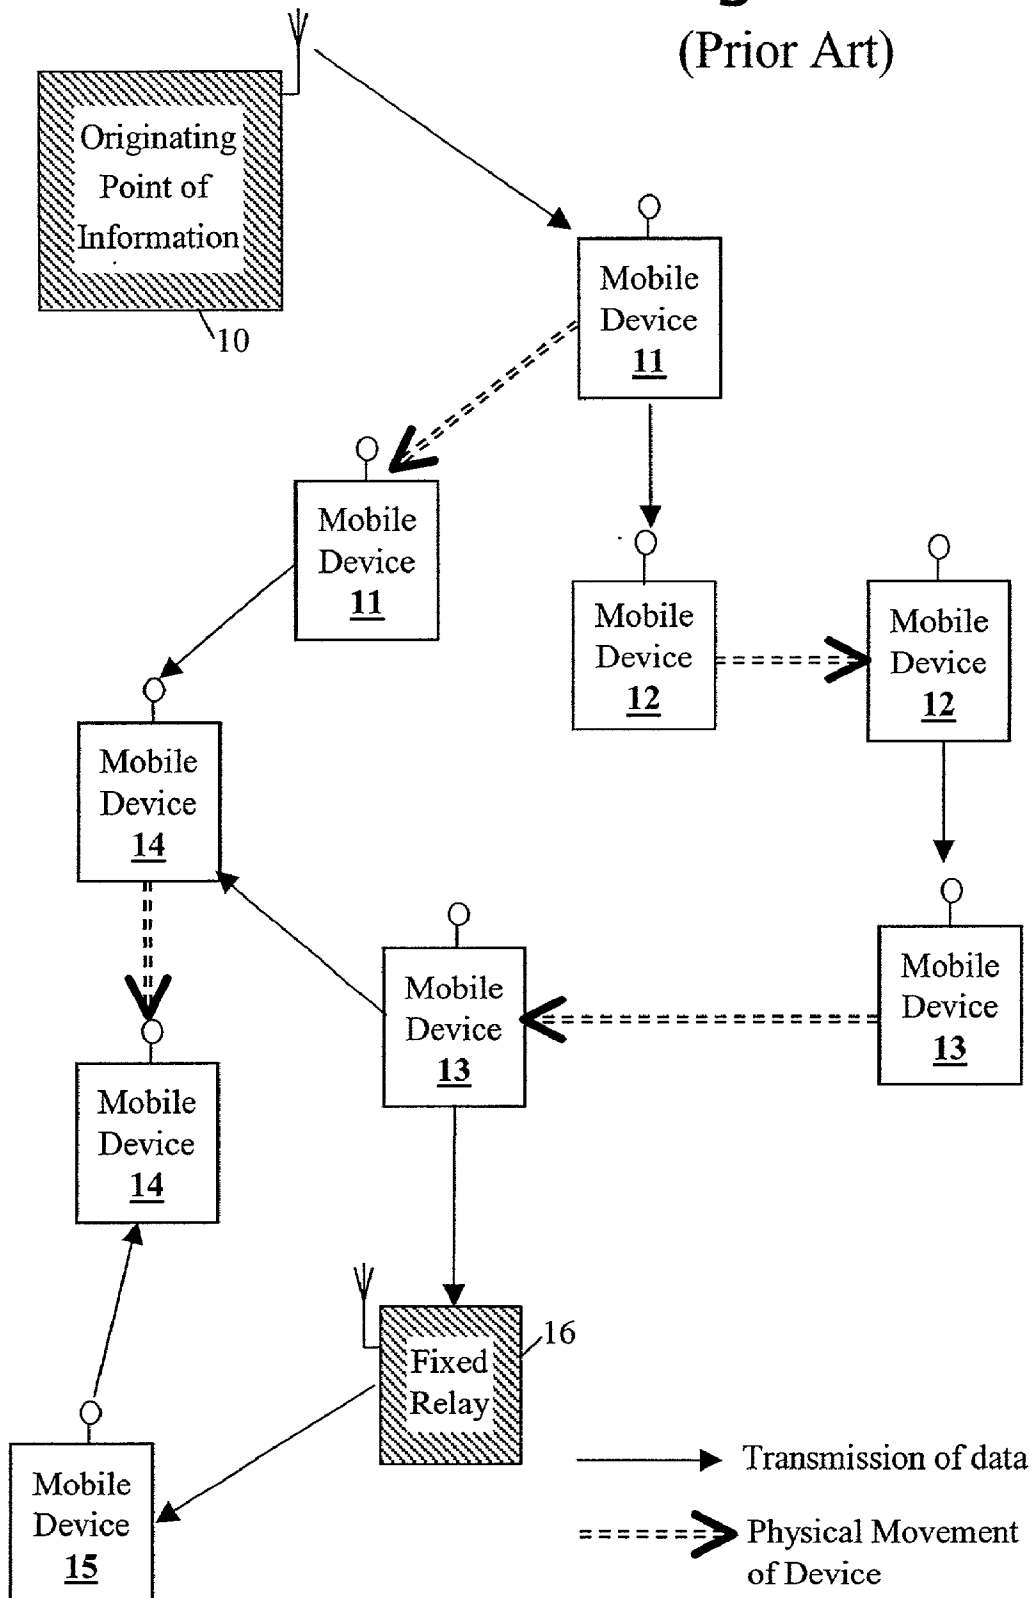 (Prior Art)
Originating
Point of
Information
10
Mobile
Device
11
Mobile
Device
11
Mobile
Device
12
Mobile
Device
12
Mobile
Device
14
Mobile
Device
13
Mobile
Device
13
Mobile
Device
14
16
Fixed
Relay
Mobile
Device
15
Transmission of data
Physical Movement
of Device